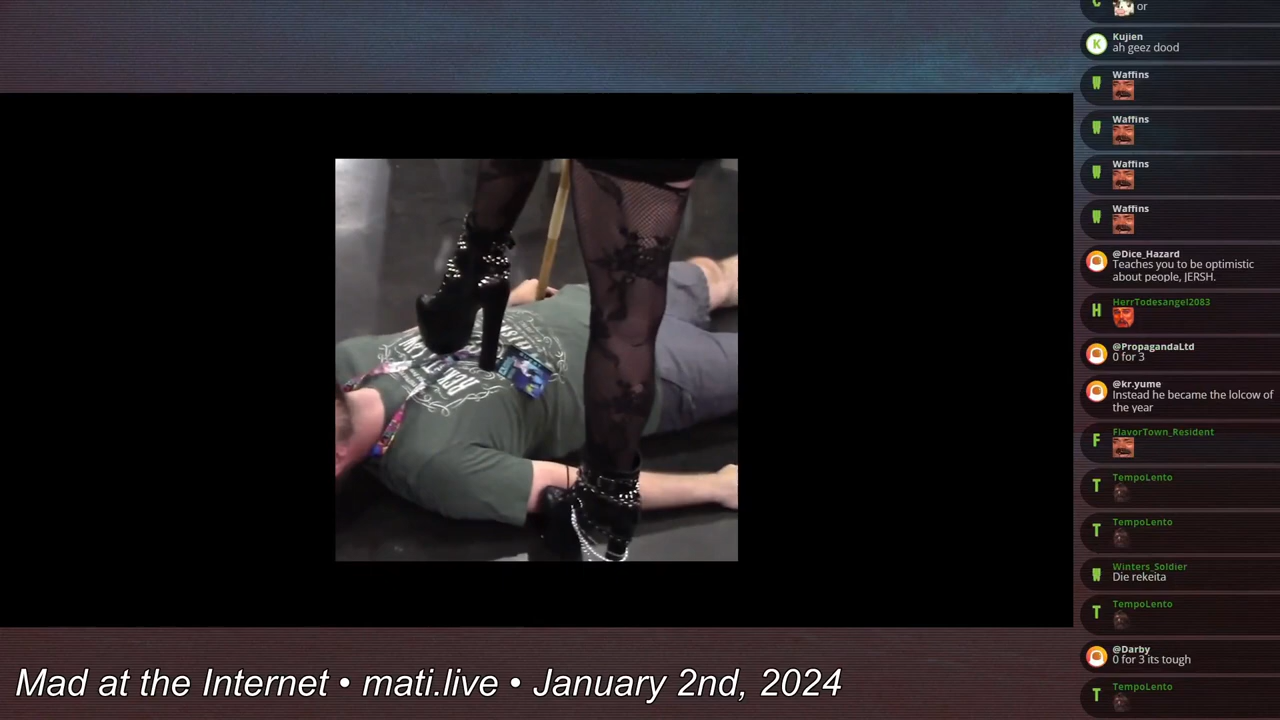 or
Kujien
ah geez dood
Waffins
Waffins
Waffins
Waffins
@Dice_Hazard
Teaches you to be optimistic
about people, JERSH.
HerrTodesangel2083
@PropagandaLtd
0 for 3
@kr.yume
Instead he became the lolcow of
the year
FlavorTown_Resident
TempoLento
TempoLento
Winters_Soldier
Die rekeita
TempoLento
@Darby
0 for 3 its tough
TempoLento
Mad at the Internet • mati.live • January 2nd, 2024